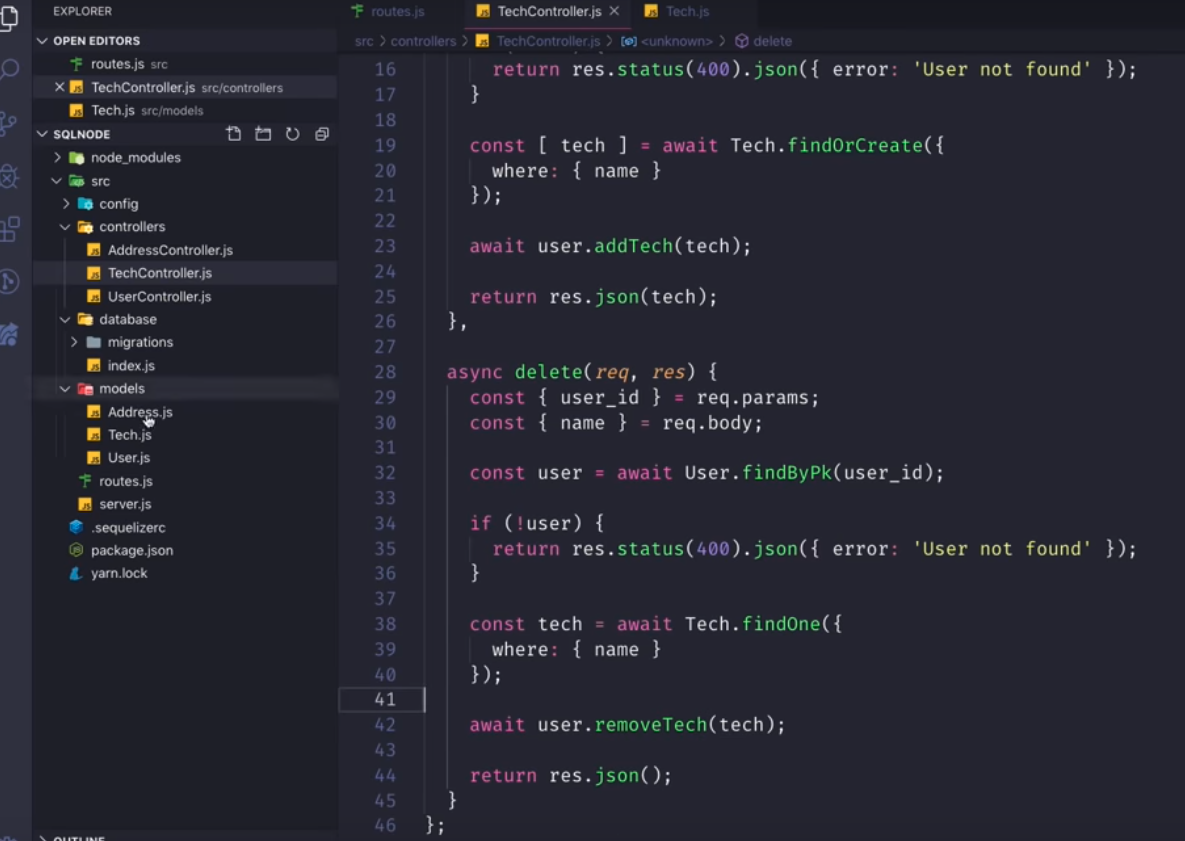 EXPLORER
OPEN EDITORS
routes.js src
TechController.js src/controllers
Tech.js src/models
SQLNODE
node_modules
src
config
controllers
AddressController.js
TechController.js
UserController.js
database
migrations
index.js
models
Address.js
Tech.js
User.js
routes.js
server.js
.sequelizerc
package.json
yarn.lock
OUTLINE
routes.js TechController.js Tech.js
src > controllers > TechController.js > <unknown> > delete
16 return res.status(400).json({ error: 'User not found' });
17 }
18
19 const [ tech ] = await Tech.findOrCreate({
20 where: { name }
21 });
22
23 await user.addTech(tech);
24
25 return res.json(tech);
26 },
27
28 async delete(req, res) {
29 const { user_id } = req.params;
30 const { name } = req.body;
31
32 const user = await User.findByPk(user_id);
33
34 if (!user) {
35 return res.status(400).json({ error: 'User not found' });
36 }
37
38 const tech = await Tech.findOne({
39 where: { name }
40 });
41
42 await user.removeTech(tech);
43
44 return res.json();
45 }
46 };